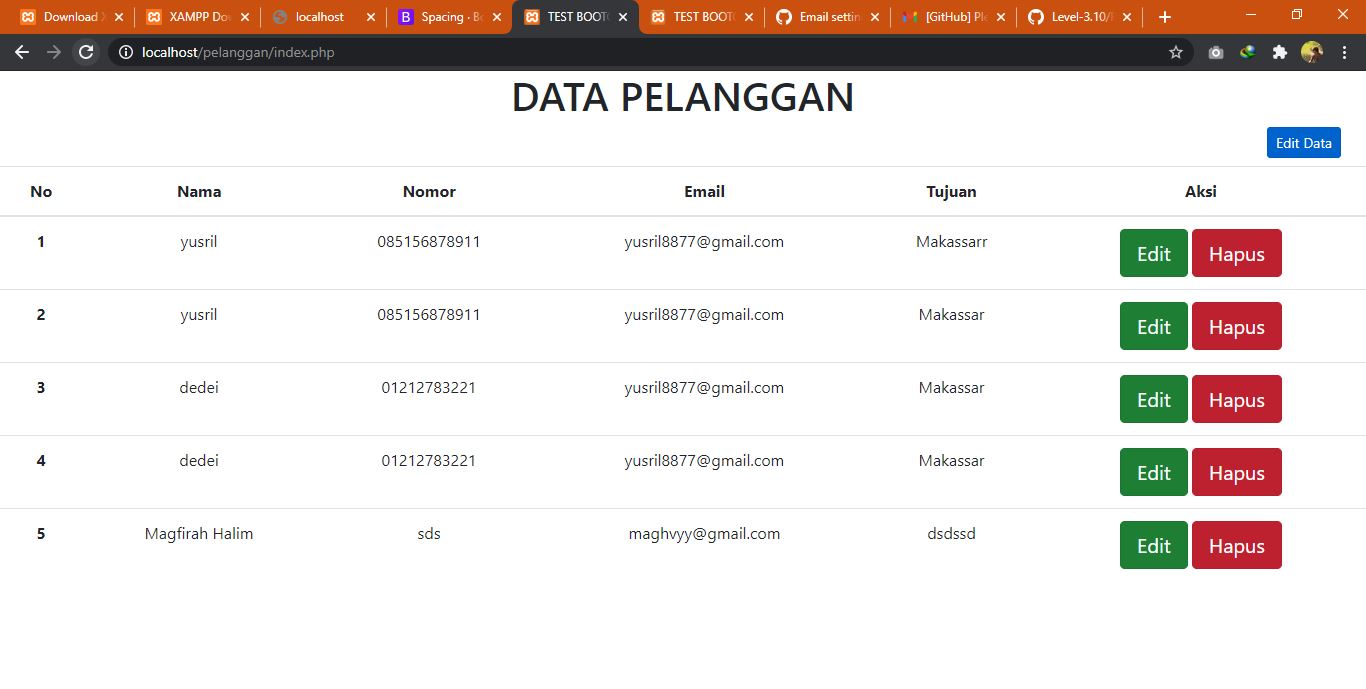 Download X
XAMPP Do
localhost
Spacing · Bo
TEST BOOTC
TEST BOOTC
Email settin
[GitHub] Ple
Level-3.10/
localhost/pelanggan/index.php
DATA PELANGGAN
Edit Data
No Nama Nomor Email Tujuan Aksi
1 yusril 085156878911 yusril8877@gmail.com Makassarr Edit Hapus
2 yusril 085156878911 yusril8877@gmail.com Makassar Edit Hapus
3 dedei 01212783221 yusril8877@gmail.com Makassar Edit Hapus
4 dedei 01212783221 yusril8877@gmail.com Makassar Edit Hapus
5 Magfirah Halim sds maghvyy@gmail.com dsdssd Edit Hapus